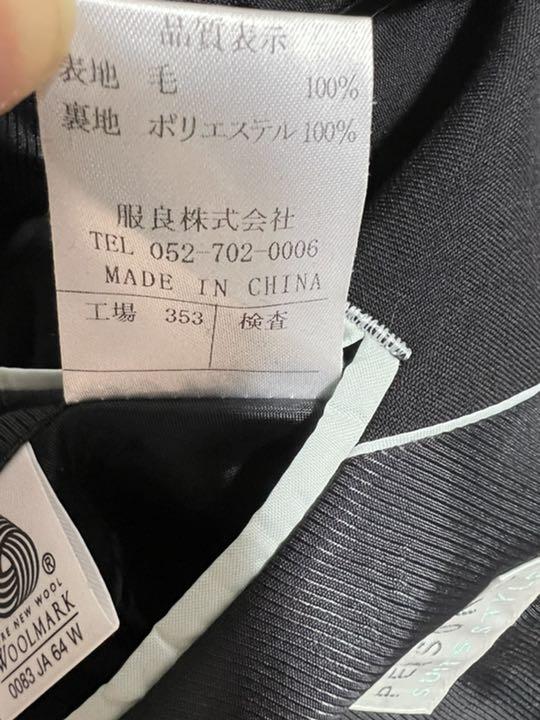 品質表示
表地 毛 100%
裏地 ポリエステル 100%
服良株式会社
TEL 052-702-0006
MADE IN CHINA
工場 353 検査
®
NEW WOOL
WOOLMARK
0083 JA 64 W
SUITS